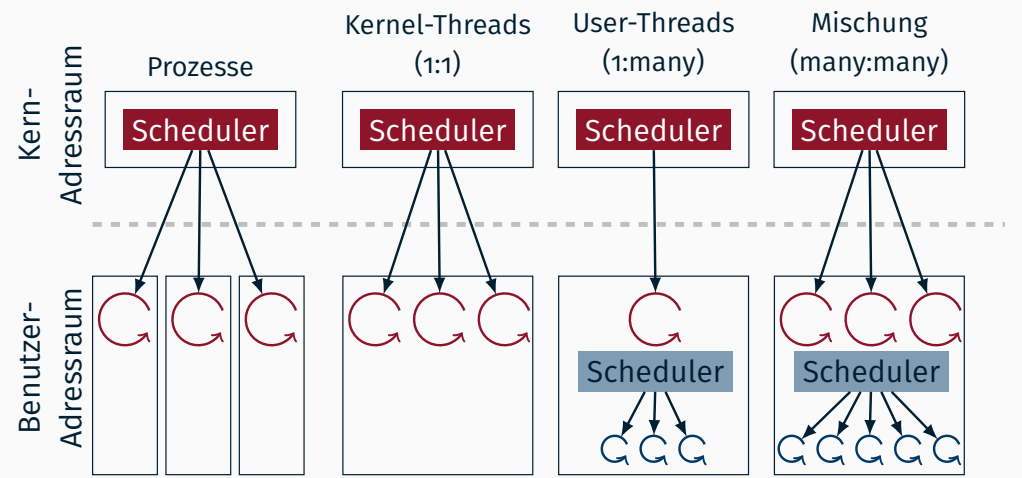 Prozesse
Kernel-Threads
(1:1)
User-Threads
(1:many)
Mischung
(many:many)
Kern-
Adressraum
Scheduler
Scheduler
Scheduler
Scheduler
Benutzer-
Adressraum
Scheduler
Scheduler